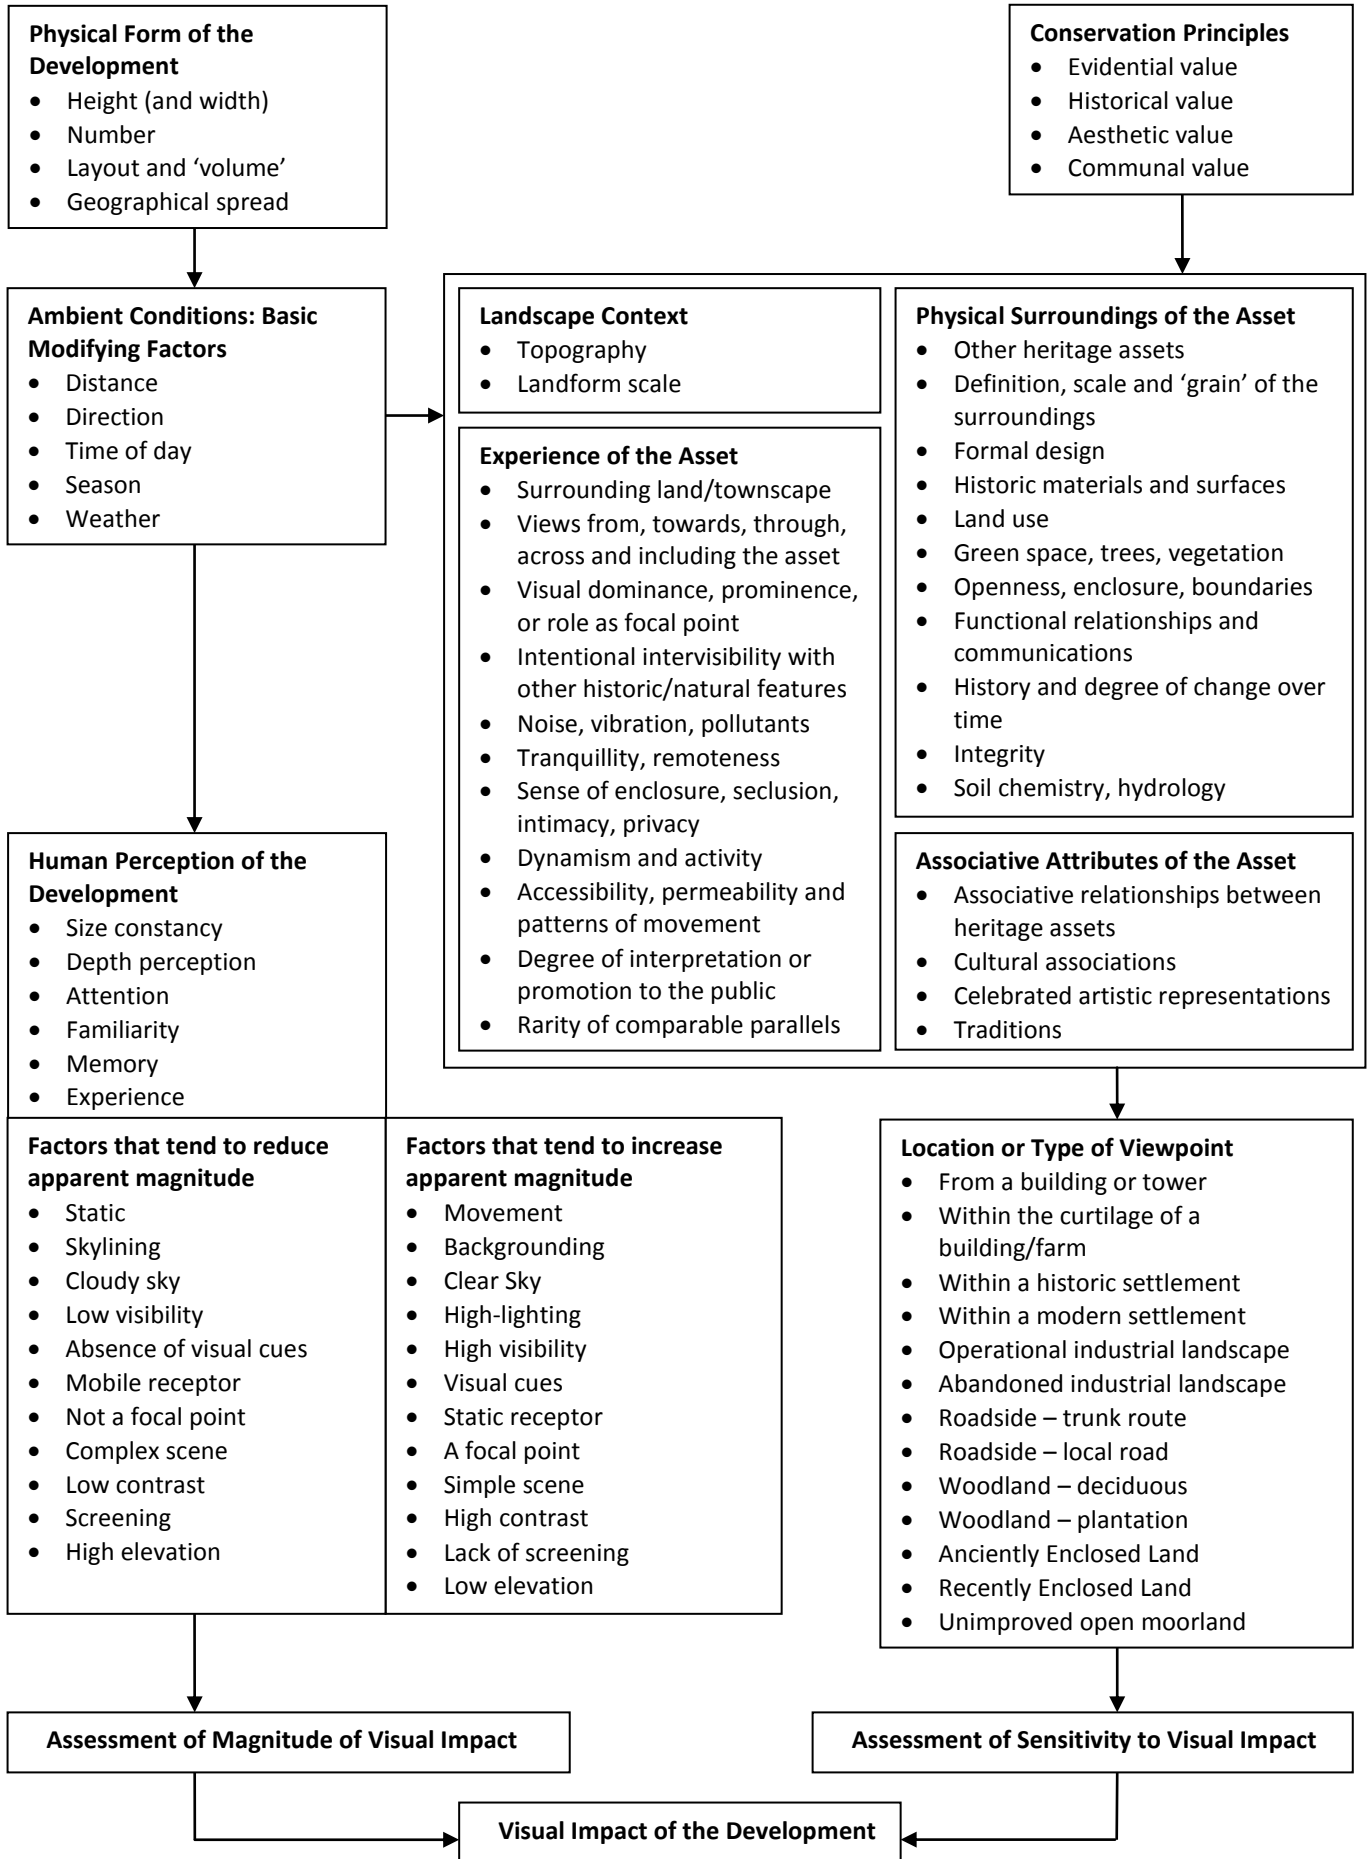 Physical Form of the
Development
• Height (and width)
• Number
• Layout and ‘volume’
• Geographical spread
Conservation Principles
• Evidential value
• Historical value
• Aesthetic value
• Communal value
Ambient Conditions: Basic
Modifying Factors
• Distance
• Direction
• Time of day
• Season
• Weather
Landscape Context
• Topography
• Landform scale
Experience of the Asset
• Surrounding land/townscape
• Views from, towards, through,
across and including the asset
• Visual dominance, prominence,
or role as focal point
• Intentional intervisibility with
other historic/natural features
• Noise, vibration, pollutants
• Tranquillity, remoteness
• Sense of enclosure, seclusion,
intimacy, privacy
• Dynamism and activity
• Accessibility, permeability and
patterns of movement
• Degree of interpretation or
promotion to the public
• Rarity of comparable parallels
Physical Surroundings of the Asset
• Other heritage assets
• Definition, scale and ‘grain’ of the
surroundings
• Formal design
• Historic materials and surfaces
• Land use
• Green space, trees, vegetation
• Openness, enclosure, boundaries
• Functional relationships and
communications
• History and degree of change over
time
• Integrity
• Soil chemistry, hydrology
Associative Attributes of the Asset
• Associative relationships between
heritage assets
• Cultural associations
• Celebrated artistic representations
• Traditions
Human Perception of the
Development
• Size constancy
• Depth perception
• Attention
• Familiarity
• Memory
• Experience
Factors that tend to reduce
apparent magnitude
• Static
• Skylining
• Cloudy sky
• Low visibility
• Absence of visual cues
• Mobile receptor
• Not a focal point
• Complex scene
• Low contrast
• Screening
• High elevation
Factors that tend to increase
apparent magnitude
• Movement
• Backgrounding
• Clear Sky
• High-lighting
• High visibility
• Visual cues
• Static receptor
• A focal point
• Simple scene
• High contrast
• Lack of screening
• Low elevation
Location or Type of Viewpoint
• From a building or tower
• Within the curtilage of a
building/farm
• Within a historic settlement
• Within a modern settlement
• Operational industrial landscape
• Abandoned industrial landscape
• Roadside – trunk route
• Roadside – local road
• Woodland – deciduous
• Woodland – plantation
• Anciently Enclosed Land
• Recently Enclosed Land
• Unimproved open moorland
Assessment of Magnitude of Visual Impact
Assessment of Sensitivity to Visual Impact
Visual Impact of the Development